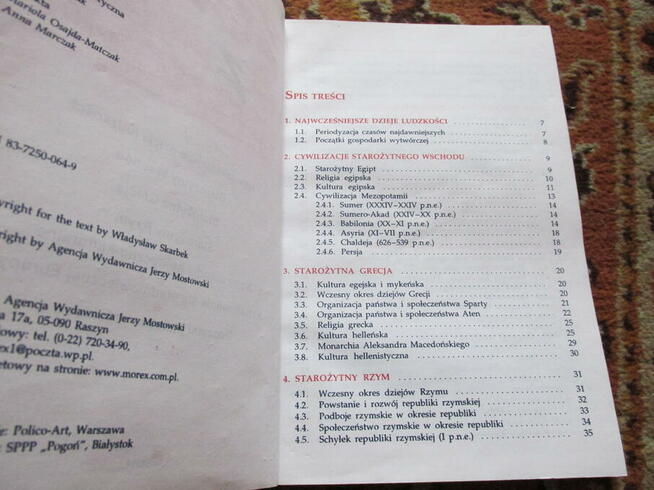 yczna
kta
ariola Osajda-Matczak
Anna Marczak
83-7250-064-9
yright for the text by Władysław Skarbek
right by Agencja Wydawnicza Jerzy Mostowski
Agencja Wydawnicza Jerzy Mostowski
a 17a, 05-090 Raszyn
owy: tel. (0-22) 720-34-90,
ex1@poczta.wp.pl
etowy na stronie: www.morex.com.pl.
e: Polico-Art, Warszawa
: SPPP „Pogoń”, Białystok
SPIS TREŚCI
1. NAJWCZEŚNIEJSZE DZIEJE LUDZKOŚCI 7
1.1. Periodyzacja czasów najdawniejszych 7
1.2. Początki gospodarki wytwórczej 8
2. CYWILIZACJE STAROŻYTNEGO WSCHODU 9
2.1. Starożytny Egipt 9
2.2. Religia egipska 10
2.3. Kultura egipska 11
2.4. Cywilizacja Mezopotamii 13
2.4.1. Sumer (XXXIV–XXIV p.n.e.) 14
2.4.2. Sumero-Akad (XXIV–XX p.n.e.) 14
2.4.3. Babilonia (XX–XI p.n.e.) 14
2.4.4. Asyria (XI–VII p.n.e.) 18
2.4.5. Chaldeja (626–539 p.n.e.) 18
2.4.6. Persja 19
3. STAROŻYTNA GRECJA 20
3.1. Kultura egejska i mykeńska 20
3.2. Wczesny okres dziejów Grecji 20
3.3. Organizacja państwa i społeczeństwa Sparty 21
3.4. Organizacja państwa i społeczeństwa Aten 22
3.5. Religia grecka 25
3.6. Kultura helleńska 25
3.7. Monarchia Aleksandra Macedońskiego 29
3.8. Kultura hellenistyczna 30
4. STAROŻYTNY RZYM 31
4.1. Wczesny okres dziejów Rzymu 31
4.2. Powstanie i rozwój republiki rzymskiej 32
4.3. Podboje rzymskie w okresie republiki 33
4.4. Społeczeństwo rzymskie w okresie republiki 34
4.5. Schyłek republiki rzymskiej (I p.n.e.) 35